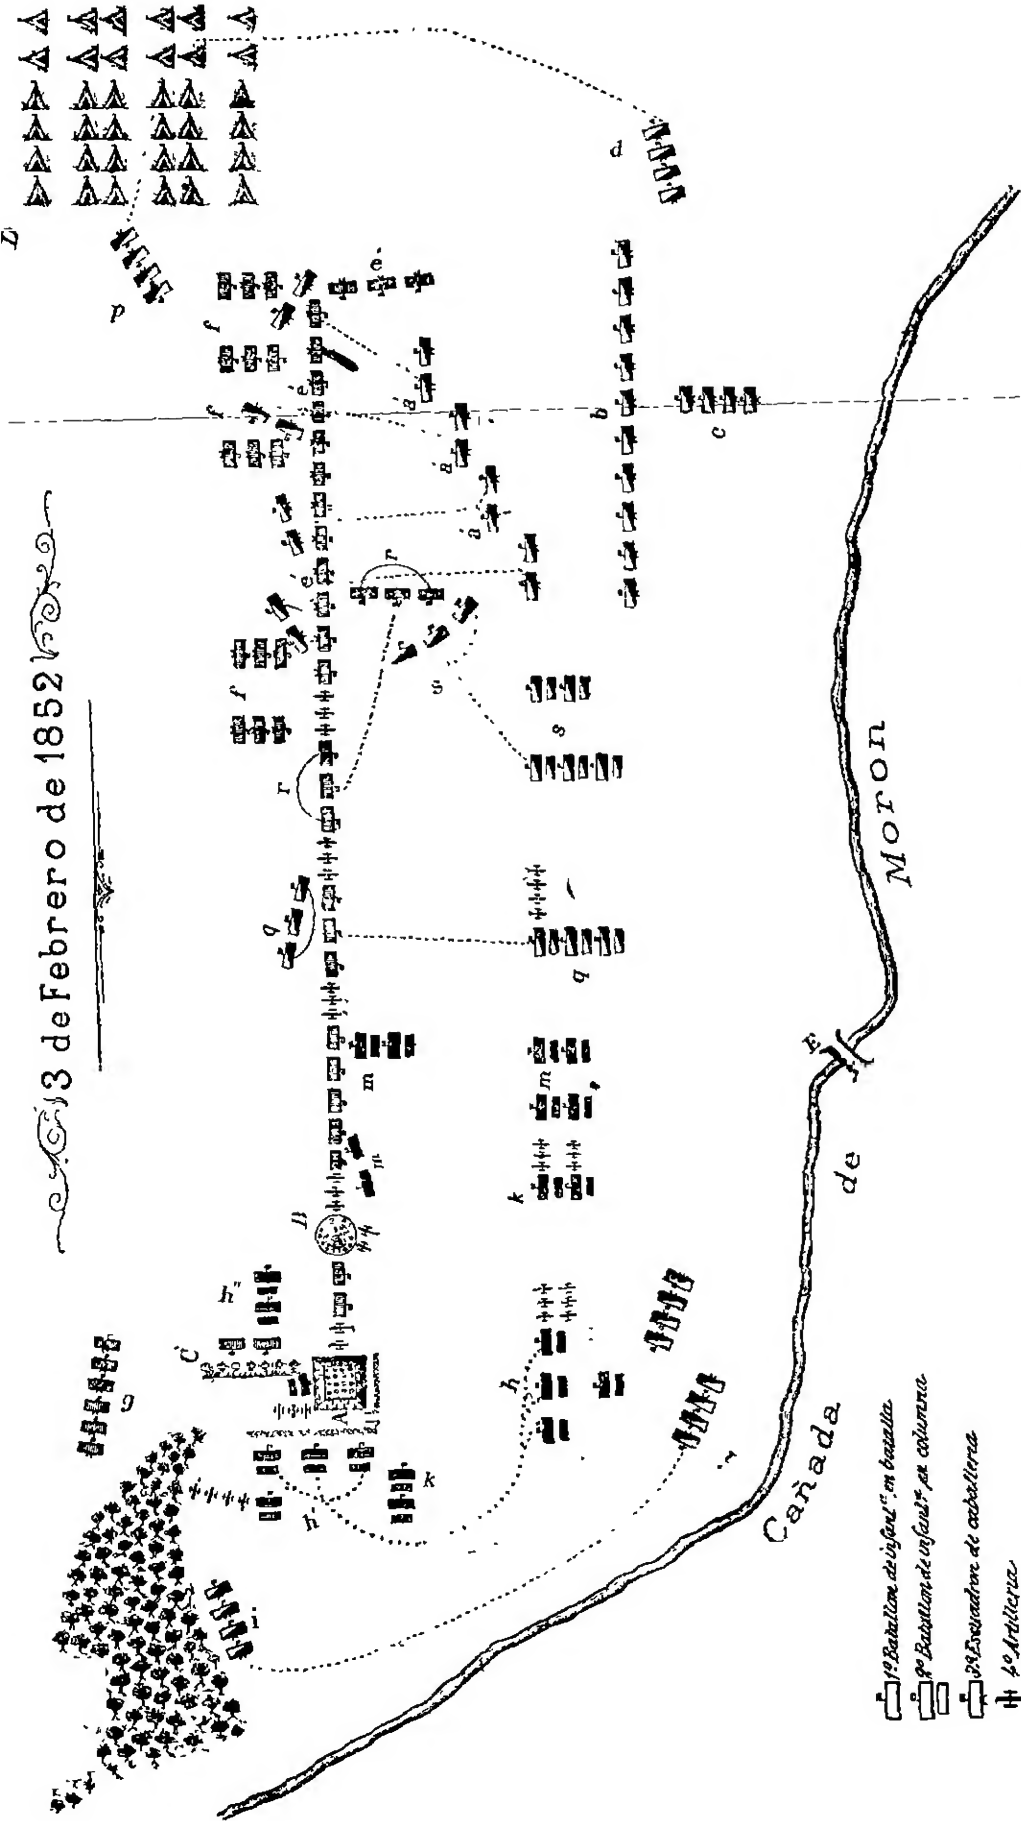 3 de Febrero de 1852
D
p
d
f
é
f
e
á
b
c
á
á
e
r
f
s
s
r
q
q
m
m
m
k
B
h"
C
g
A
h
k
h'
i
E
Cañada de Moron
1º Batallon de infantª en batalla
2º Batallon de infantª en columna
3º Escuadron de caballeria
4º Artilleria